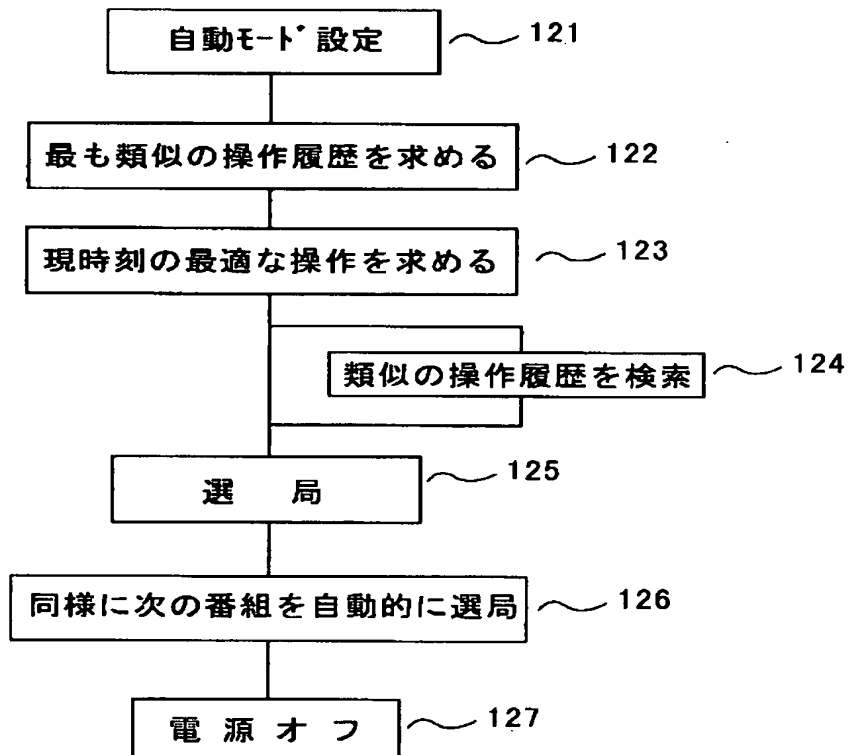 自動ﾓｰﾄﾞ設定 121
最も類似の操作履歴を求める 122
現時刻の最適な操作を求める 123
類似の操作履歴を検索 124
選 局 125
同様に次の番組を自動的に選局 126
電 源 オ フ 127